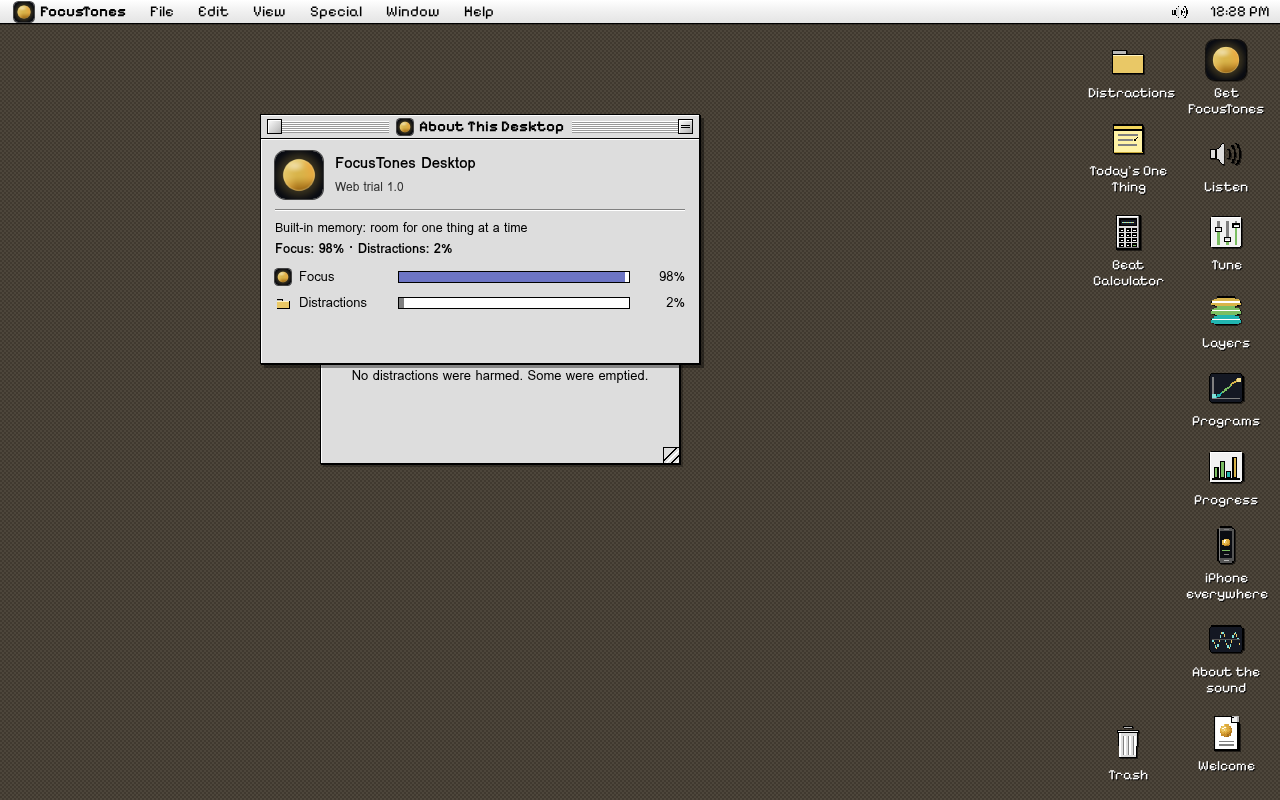 FocusTones File Edit View Special Window Help 12:28 PM
About This Desktop
FocusTones Desktop
Web trial 1.0
Built-in memory: room for one thing at a time
Focus: 98% · Distractions: 2%
Focus 98%
Distractions 2%
No distractions were harmed. Some were emptied.
Distractions
Get
FocusTones
Today's One
Thing
Listen
Beat
Calculator
Tune
Layers
Programs
Progress
iPhone
everywhere
About the
sound
Trash
Welcome